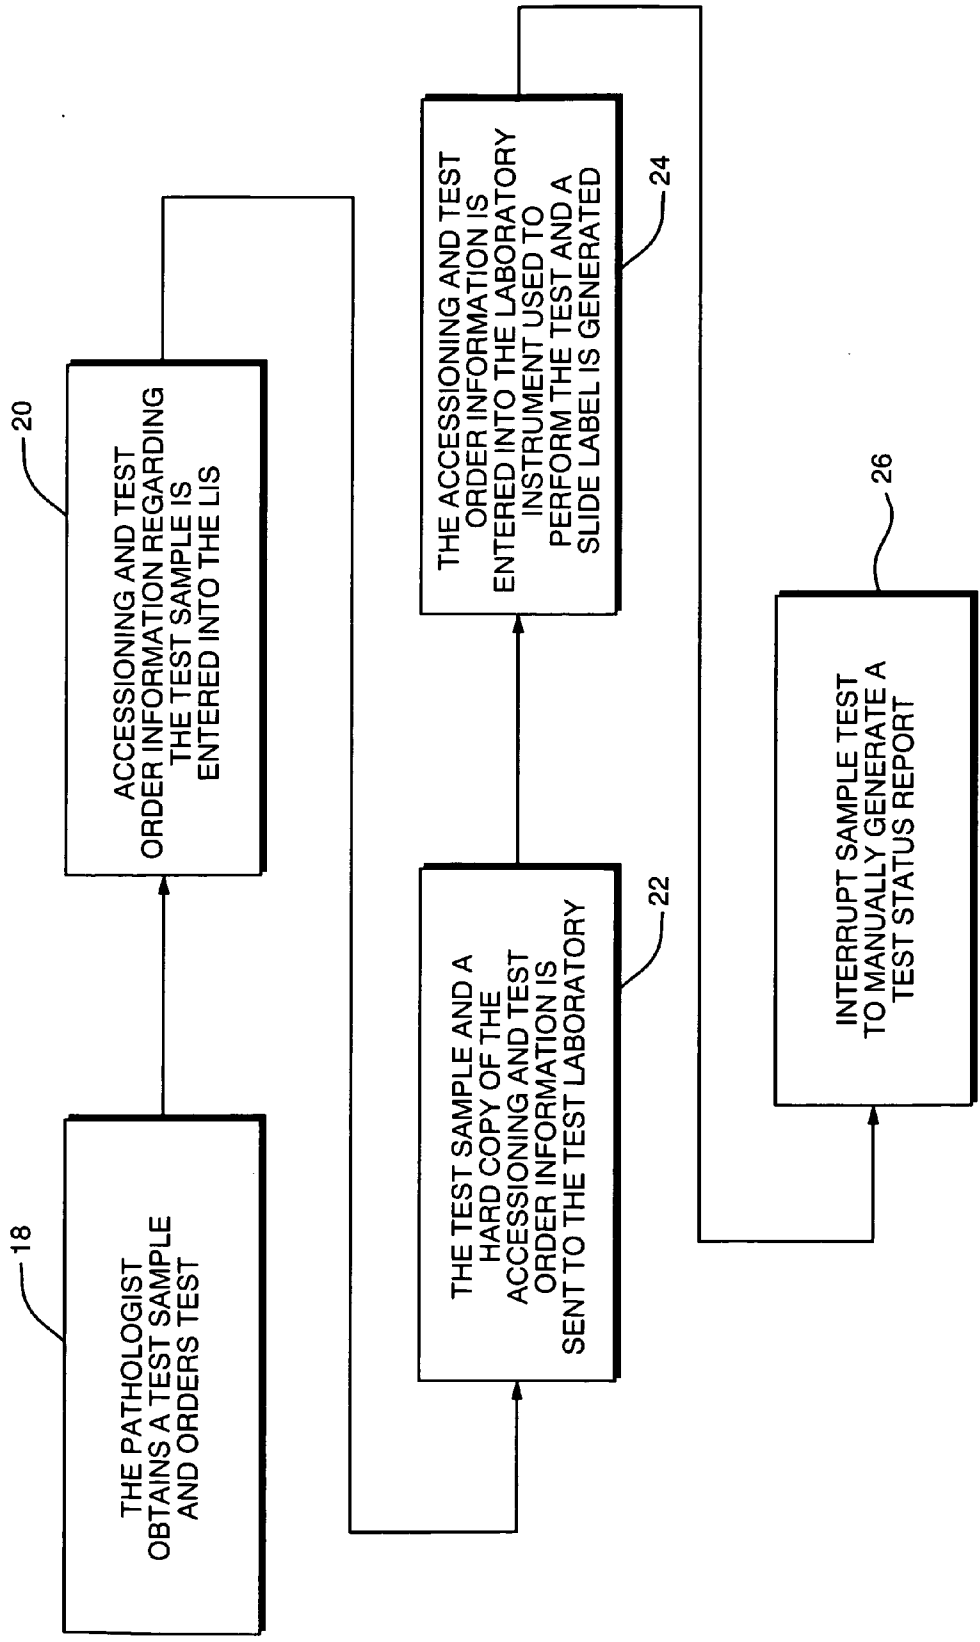 18
THE PATHOLOGIST
OBTAINS A TEST SAMPLE
AND ORDERS TEST
20
ACCESSIONING AND TEST
ORDER INFORMATION REGARDING
THE TEST SAMPLE IS
ENTERED INTO THE LIS
THE TEST SAMPLE AND A
HARD COPY OF THE
ACCESSIONING AND TEST
ORDER INFORMATION IS
SENT TO THE TEST LABORATORY
22
THE ACCESSIONING AND TEST
ORDER INFORMATION IS
ENTERED INTO THE LABORATORY
INSTRUMENT USED TO
PERFORM THE TEST AND A
SLIDE LABEL IS GENERATED
24
INTERRUPT SAMPLE TEST
TO MANUALLY GENERATE A
TEST STATUS REPORT
26